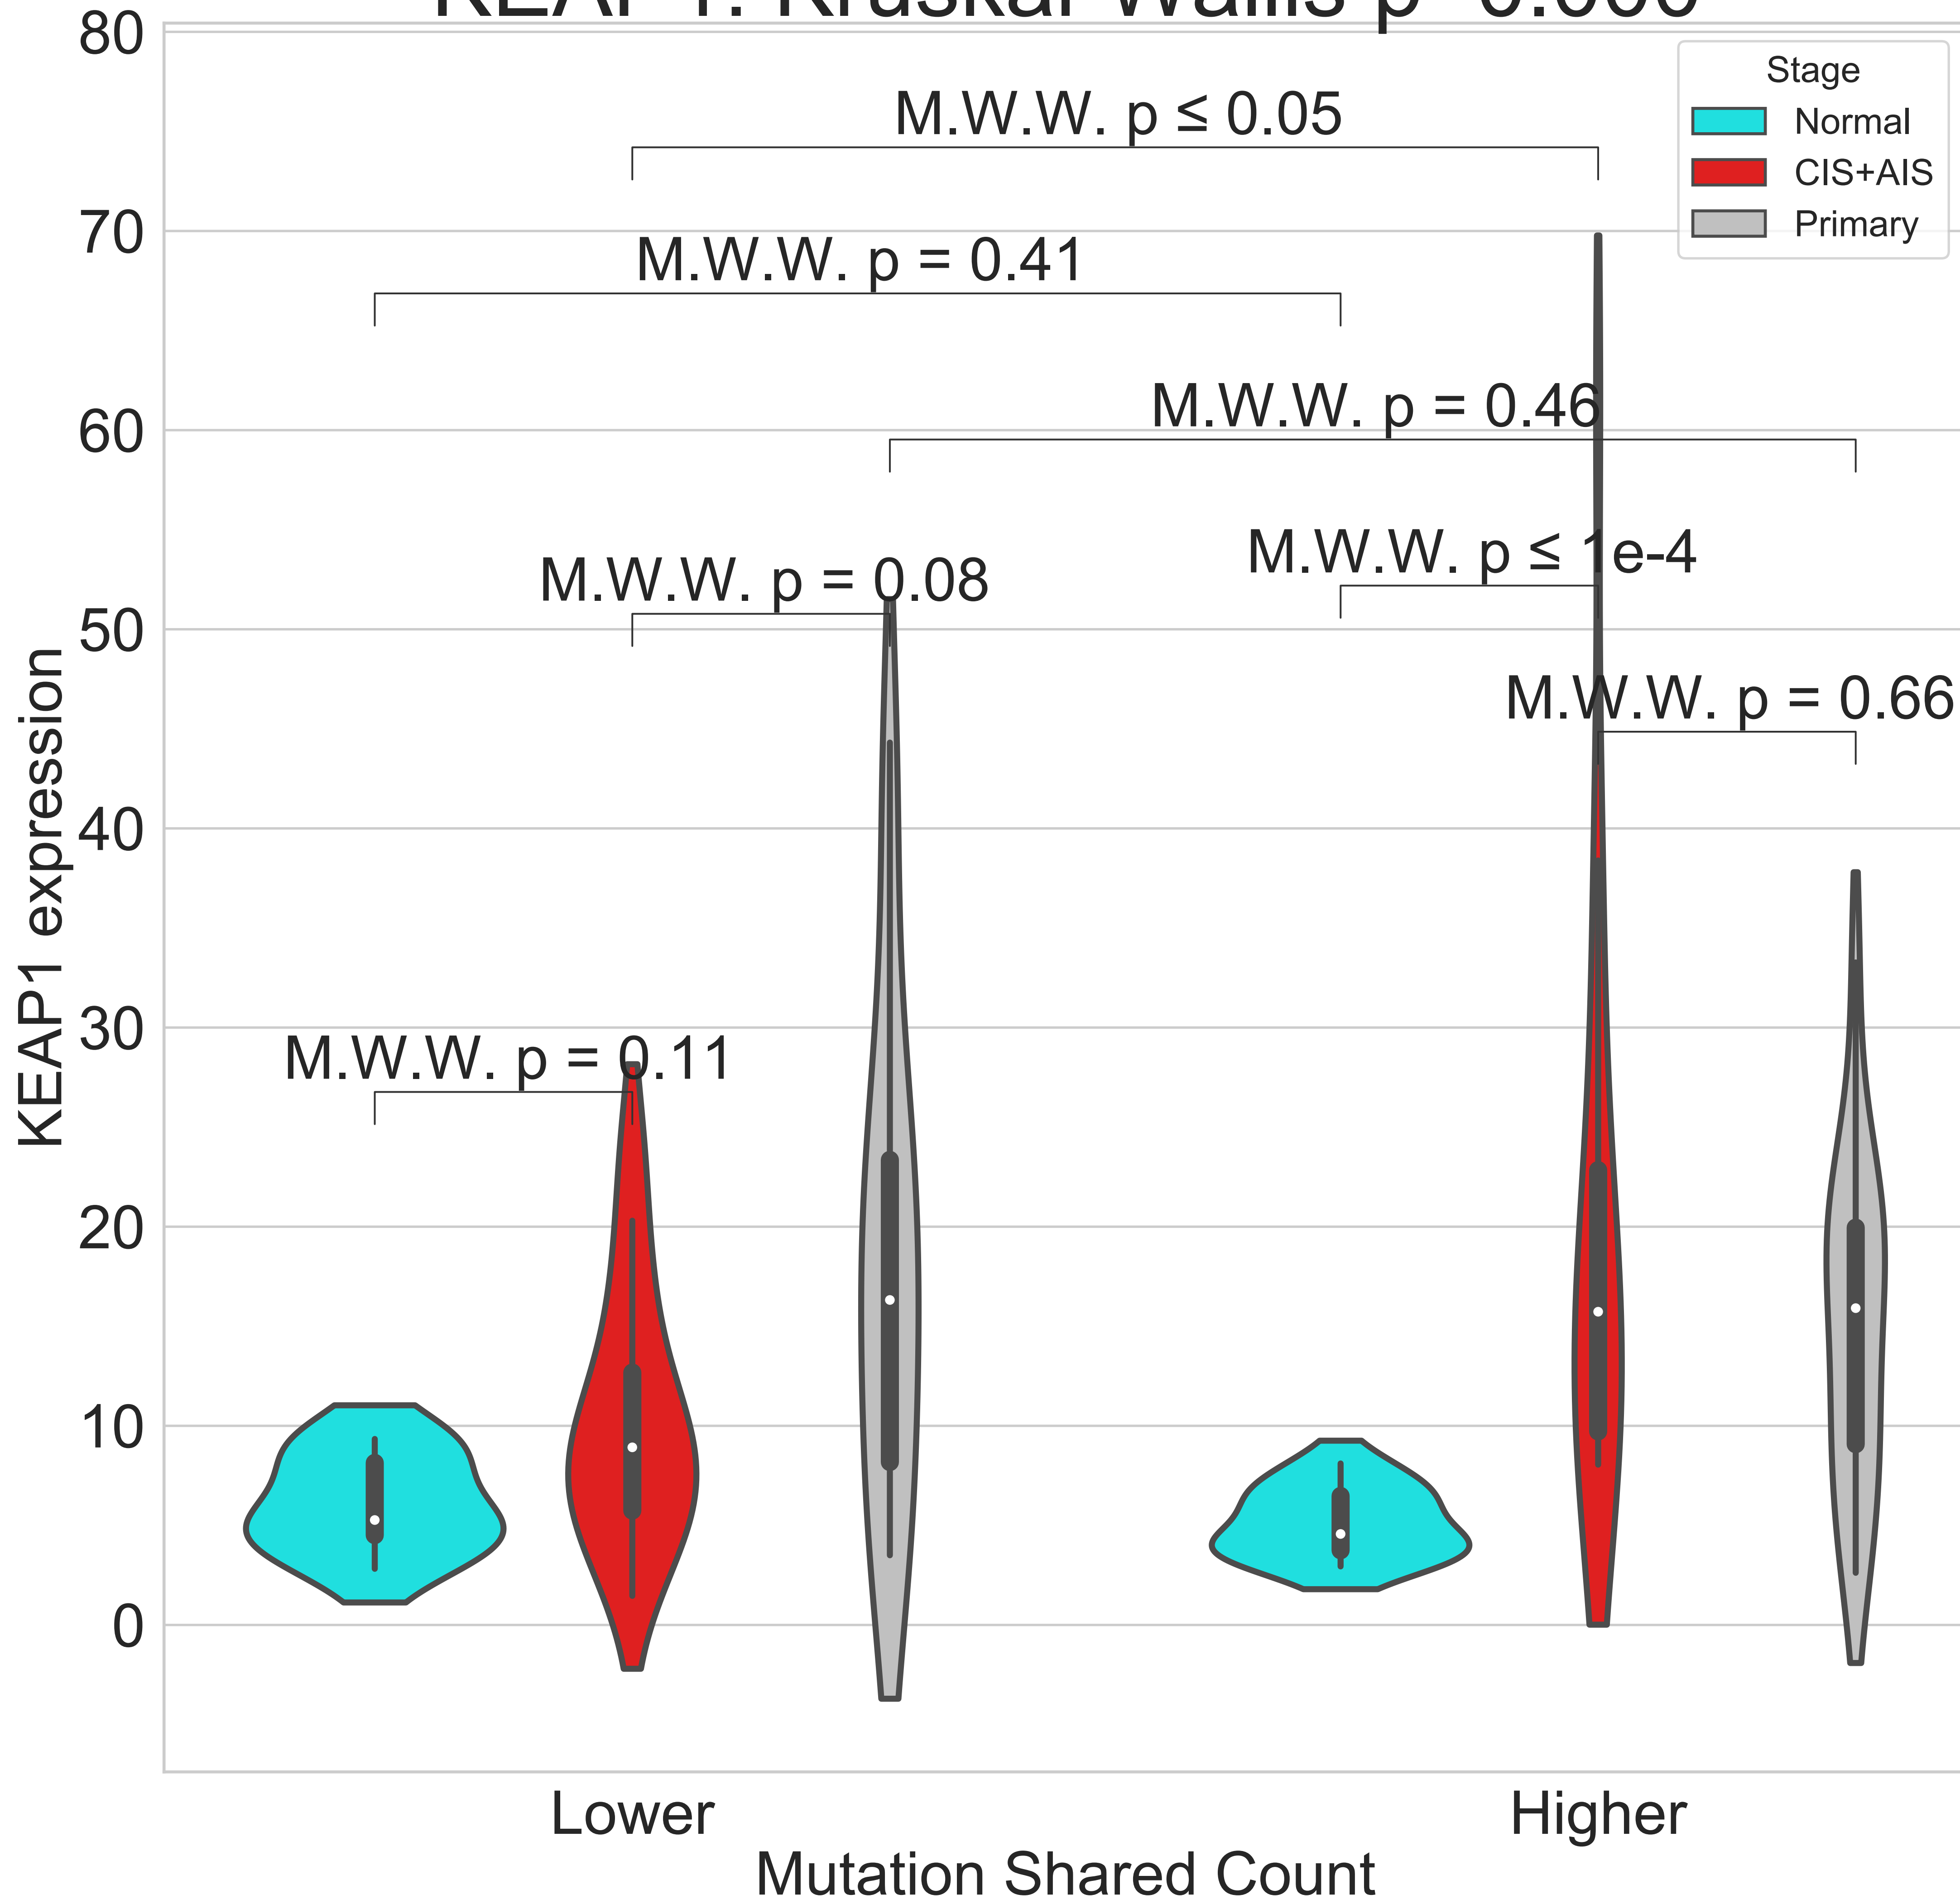 80
Stage
Normal
CIS+AIS
Primary
M.W.W. p ≤ 0.05
70
M.W.W. p = 0.41
M.W.W. p = 0.46
60
M.W.W. p ≤ 1e-4
M.W.W. p = 0.08
50
M.W.W. p = 0.66
40
KEAP1 expression
30
M.W.W. p = 0.11
20
10
0
Lower
Higher
Mutation Shared Count